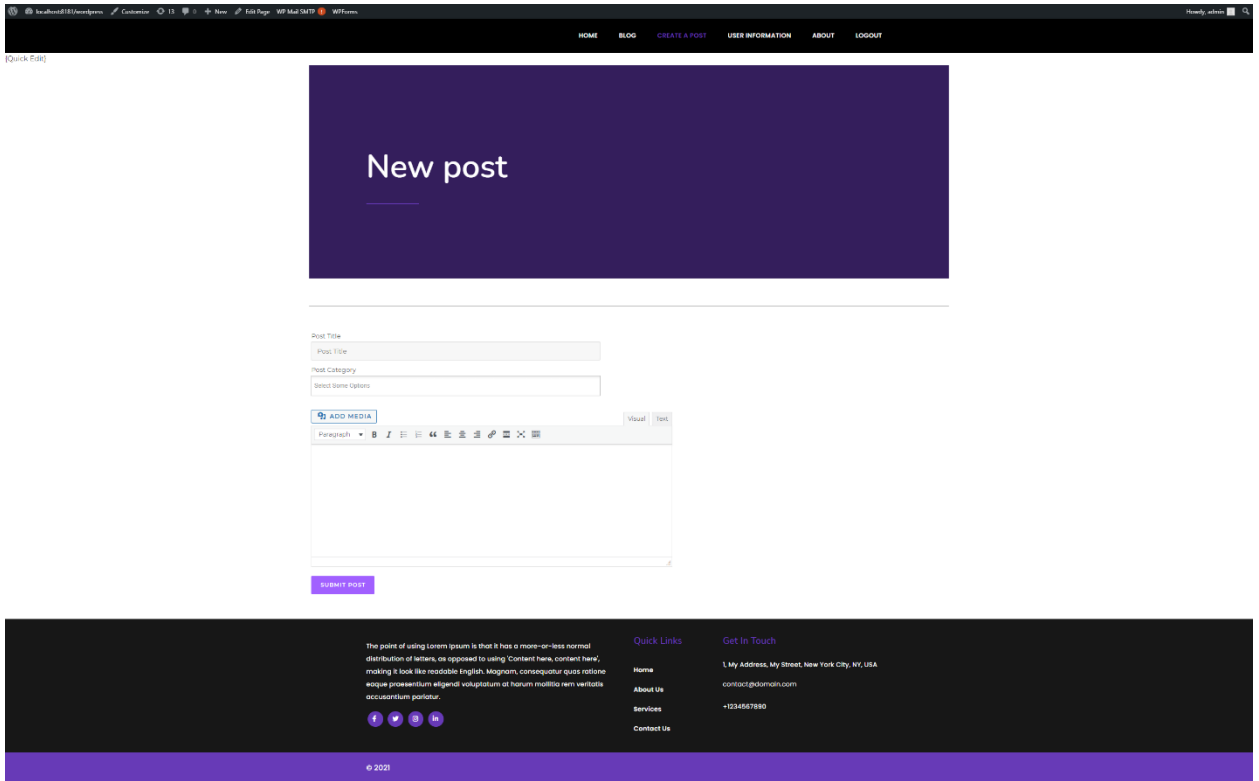 localhost:8181/wordpress Customize 13 0 New Edit Page WP Mail SMTP 1 WPForms Howdy, admin
HOME BLOG CREATE A POST USER INFORMATION ABOUT LOGOUT
[Quick Edit]
New post
Post Title
Post Title
Post Category
Select Some Options
ADD MEDIA
Visual Text
Paragraph B I
SUBMIT POST
The point of using Lorem Ipsum is that it has a more-or-less normal
distribution of letters, as opposed to using 'Content here, content here',
making it look like readable English. Magnam, consequatur quas ratione
eaque praesentium eligendi voluptatum at harum mollitia rem veritatis
accusantium pariatur.
Quick Links
Home
About Us
Services
Contact Us
Get In Touch
1, My Address, My Street, New York City, NY, USA
contact@domain.com
+1234567890
© 2021